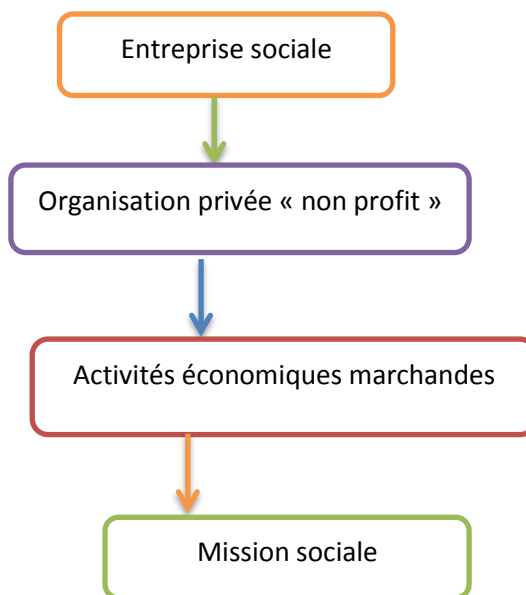 Entreprise sociale
Organisation privée « non profit »
Activités économiques marchandes
Mission sociale